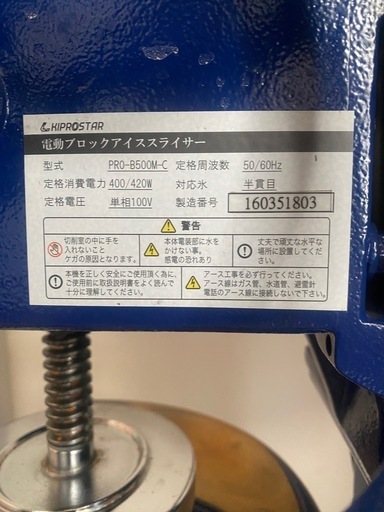 KIPROSTAR
電動ブロックアイススライサー
型式 PRO-B500M-C 定格周波数 50/60Hz
定格消費電力 400/420W 対応氷 半貫目
定格電圧 単相100V 製造番号 160351803
警告
切削室の中に手を
入れないこと
ケガの原因となります。
本体電装部に水を
かけない事。
感電の恐れあり
丈夫で頑丈な水平な
場所に設置して
ください。
本機を正しく安全にご使用頂く為に、
ご使用前に取扱説明書をよく読んで
十分に理解してください。
アース工事を必ず行ってください。
アース線はガス管、水道管、避雷針
電話のアース線に接続しないで下さい。